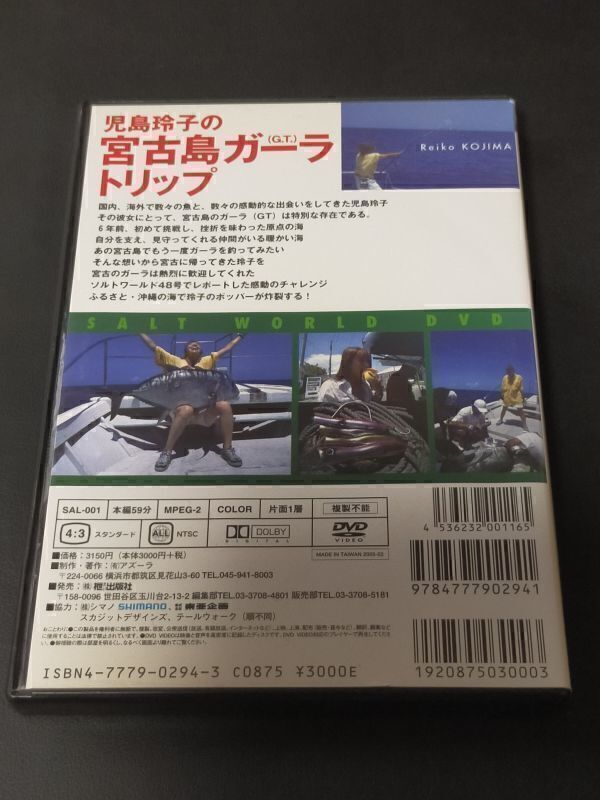 児島玲子の
宮古島ガーラ(G.T.)
トリップ
Reiko KOJIMA
国内、海外で数々の魚と、数々の感動的な出会いをしてきた児島玲子
その彼女にとって、宮古島のガーラ（GT）は特別な存在である。
6年前、初めて挑戦し、挫折を味わった原点の海
自分を支え、見守ってくれる仲間がいる暖かい海
あの宮古島でもう一度ガーラを釣ってみたい
そんな想いから宮古に帰ってきた玲子を
宮古のガーラは熱烈に歓迎してくれた
ソルトワールド48号でレポートした感動のチャレンジ
ふるさと・沖縄の海で玲子のポッパーが炸裂する！
SALT WORLD DVD
SAL-001 本編59分 MPEG-2 COLOR 片面1層 複製不能
4:3 スタンダード ALL NTSC DOLBY DIGITAL DVD VIDEO
MADE IN TAIWAN 2005-02
4 536232 001165
9784777902941
■価格：3150円（本体3000円+税）
■制作・著作：㈲アズーラ
〒224-0066 横浜市都筑区見花山3-60 TEL.045-941-8003
■発売：㈱枻出版社
〒158-0096 世田谷区玉川台2-13-2 編集部TEL.03-3708-4801 販売部TEL.03-3708-5181
■協力：㈱シマノ SHIMANO、㈱東亜企画
スカジットデザインズ、テールウォーク（順不同）
ISBN4-7779-0294-3 C0875 ¥3000E
1920875030003